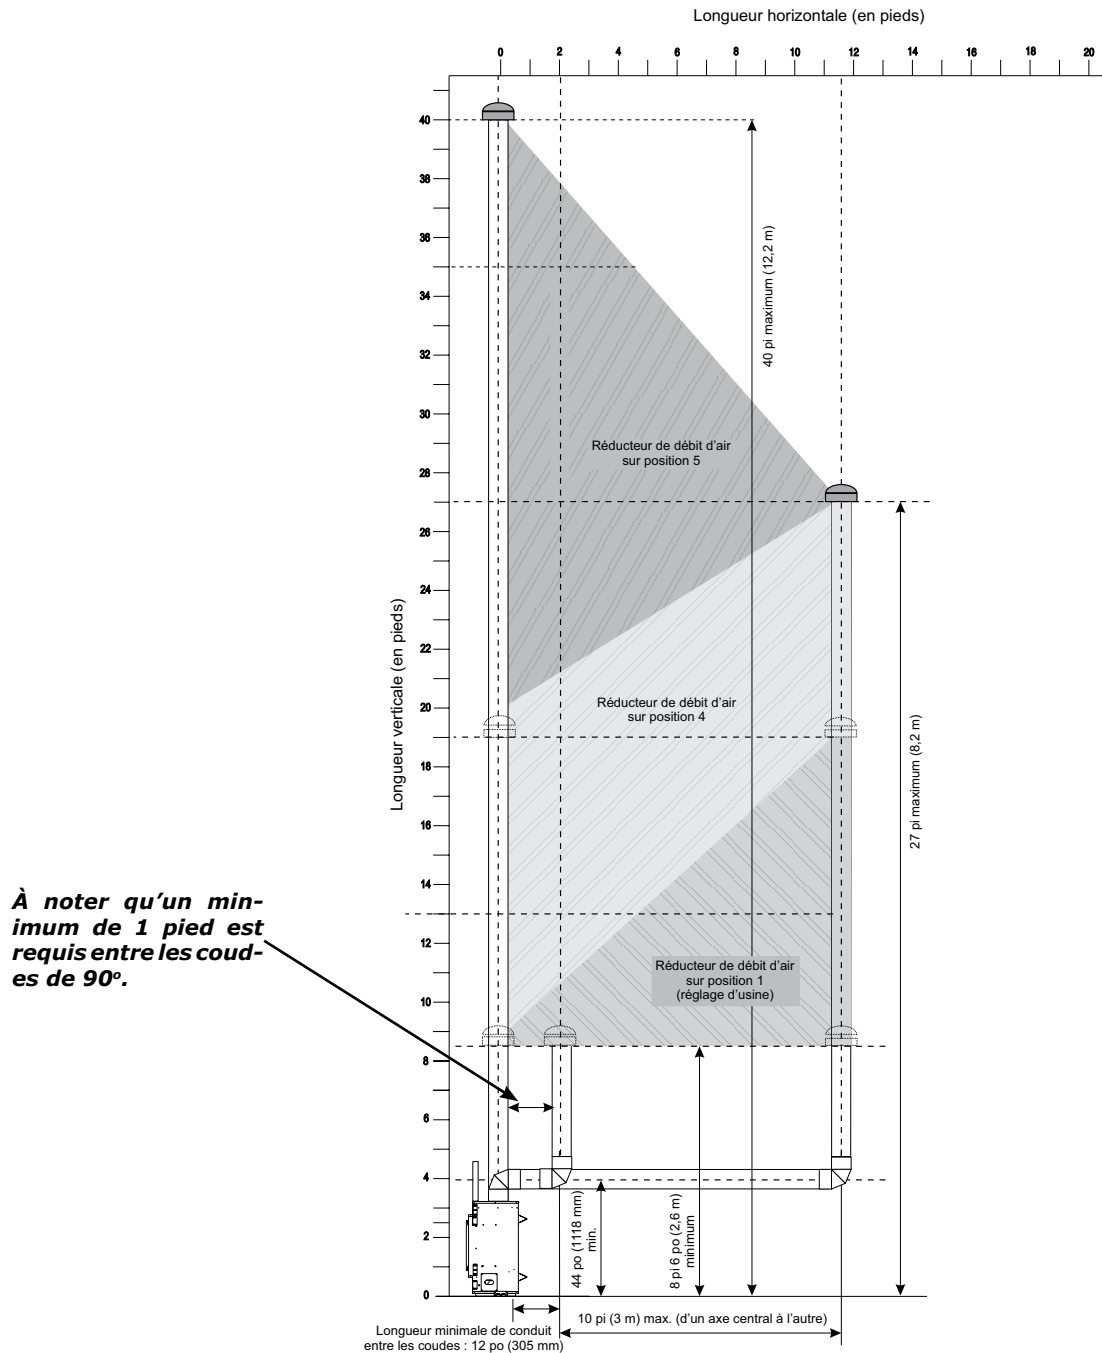 Longueur horizontale (en pieds)
0 2 4 6 8 10 12 14 16 18 20
40
38
36
34
32
30
28
26
24
22
20
18
16
14
12
10
8
6
4
2
0
Longueur verticale (en pieds)
40 pi maximum (12,2 m)
Réducteur de débit d'air
sur position 5
Réducteur de débit d'air
sur position 4
27 pi maximum (8,2 m)
À noter qu'un min-
imum de 1 pied est
requis entre les coud-
es de 90º.
Réducteur de débit d'air
sur position 1
(réglage d'usine)
44 po (1118 mm)
min.
8 pi 6 po (2,6 m)
minimum
10 pi (3 m) max. (d'un axe central à l'autre)
Longueur minimale de conduit
entre les coudes : 12 po (305 mm)